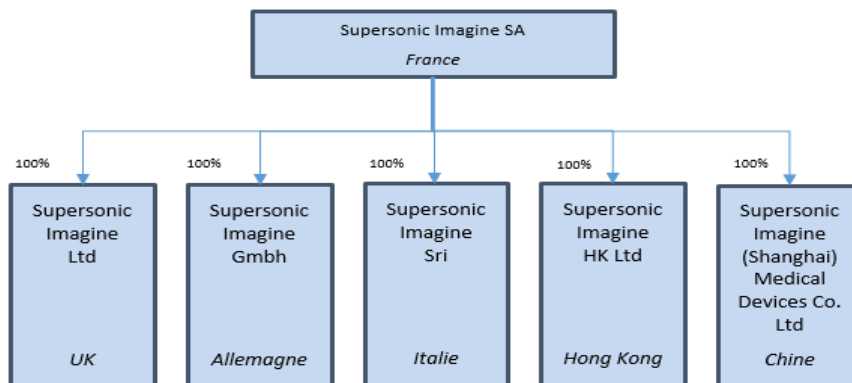 Supersonic Imagine SA
France
100%
100%
100%
100%
100%
Supersonic
Imagine
Ltd
UK
Supersonic
Imagine
Gmbh
Allemagne
Supersonic
Imagine
Sri
Italie
Supersonic
Imagine
HK Ltd
Hong Kong
Supersonic
Imagine
(Shanghai)
Medical
Devices Co.
Ltd
Chine